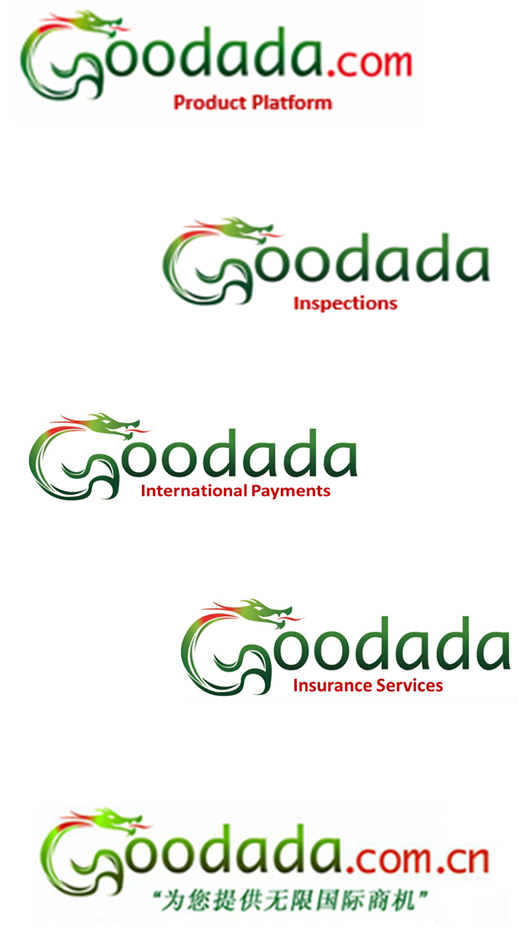 Goodada.com
Product Platform
Goodada
Inspections
Goodada
International Payments
Goodada
Insurance Services
Goodada.com.cn
“为您提供无限国际商机”